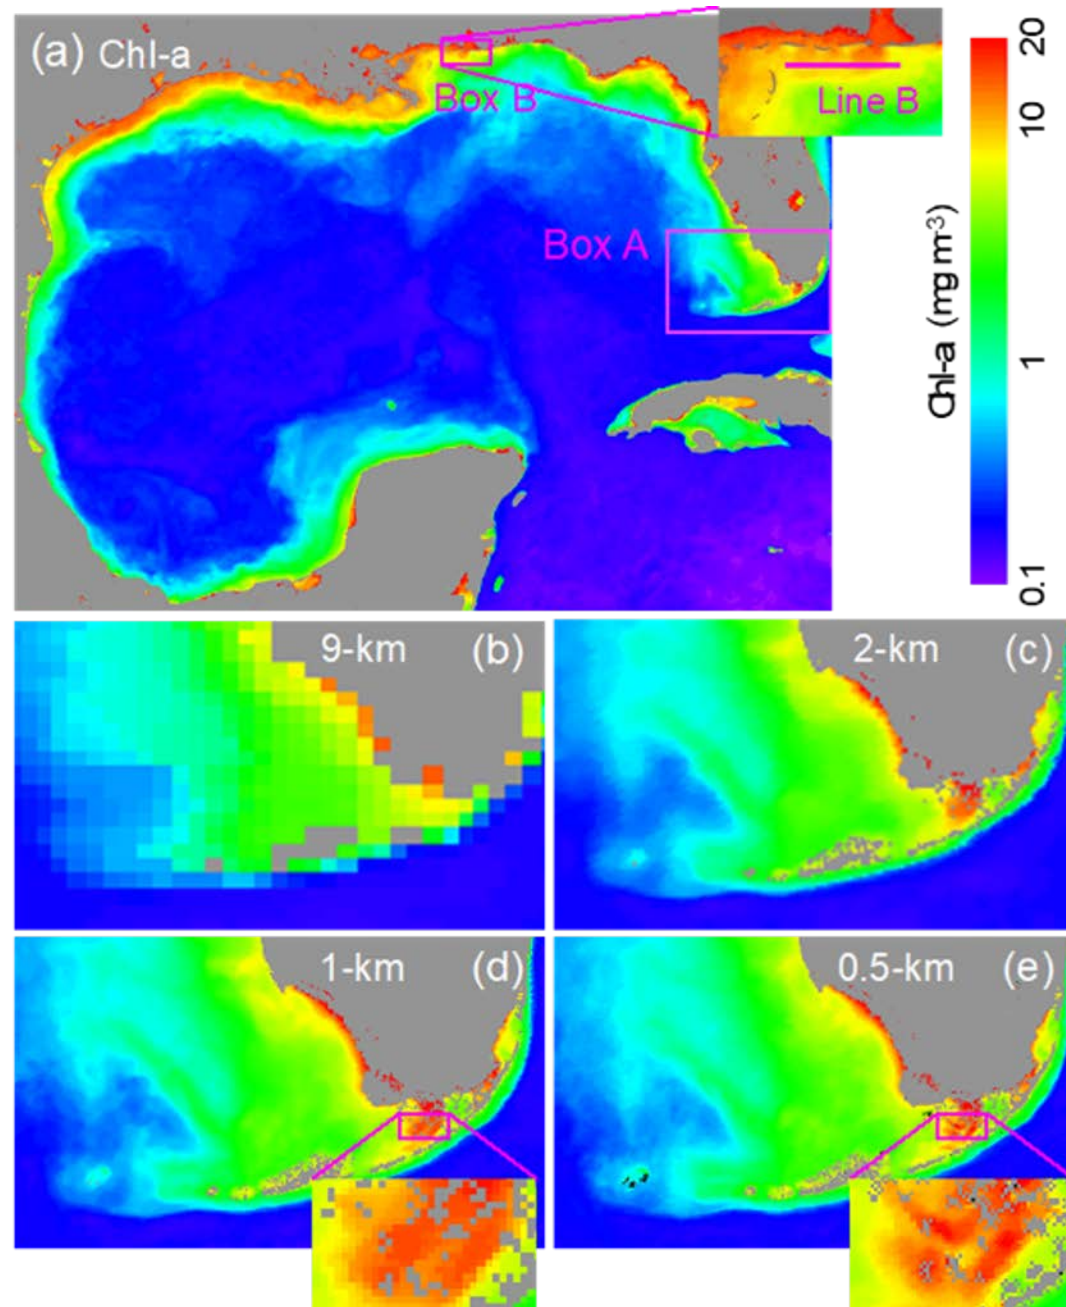 (a) Chl-a
Box B
Line B
Box A
20
10
1
0.1
Chl-a (mg m³)
9-km (b)
2-km (c)
1-km (d)
0.5-km (e)